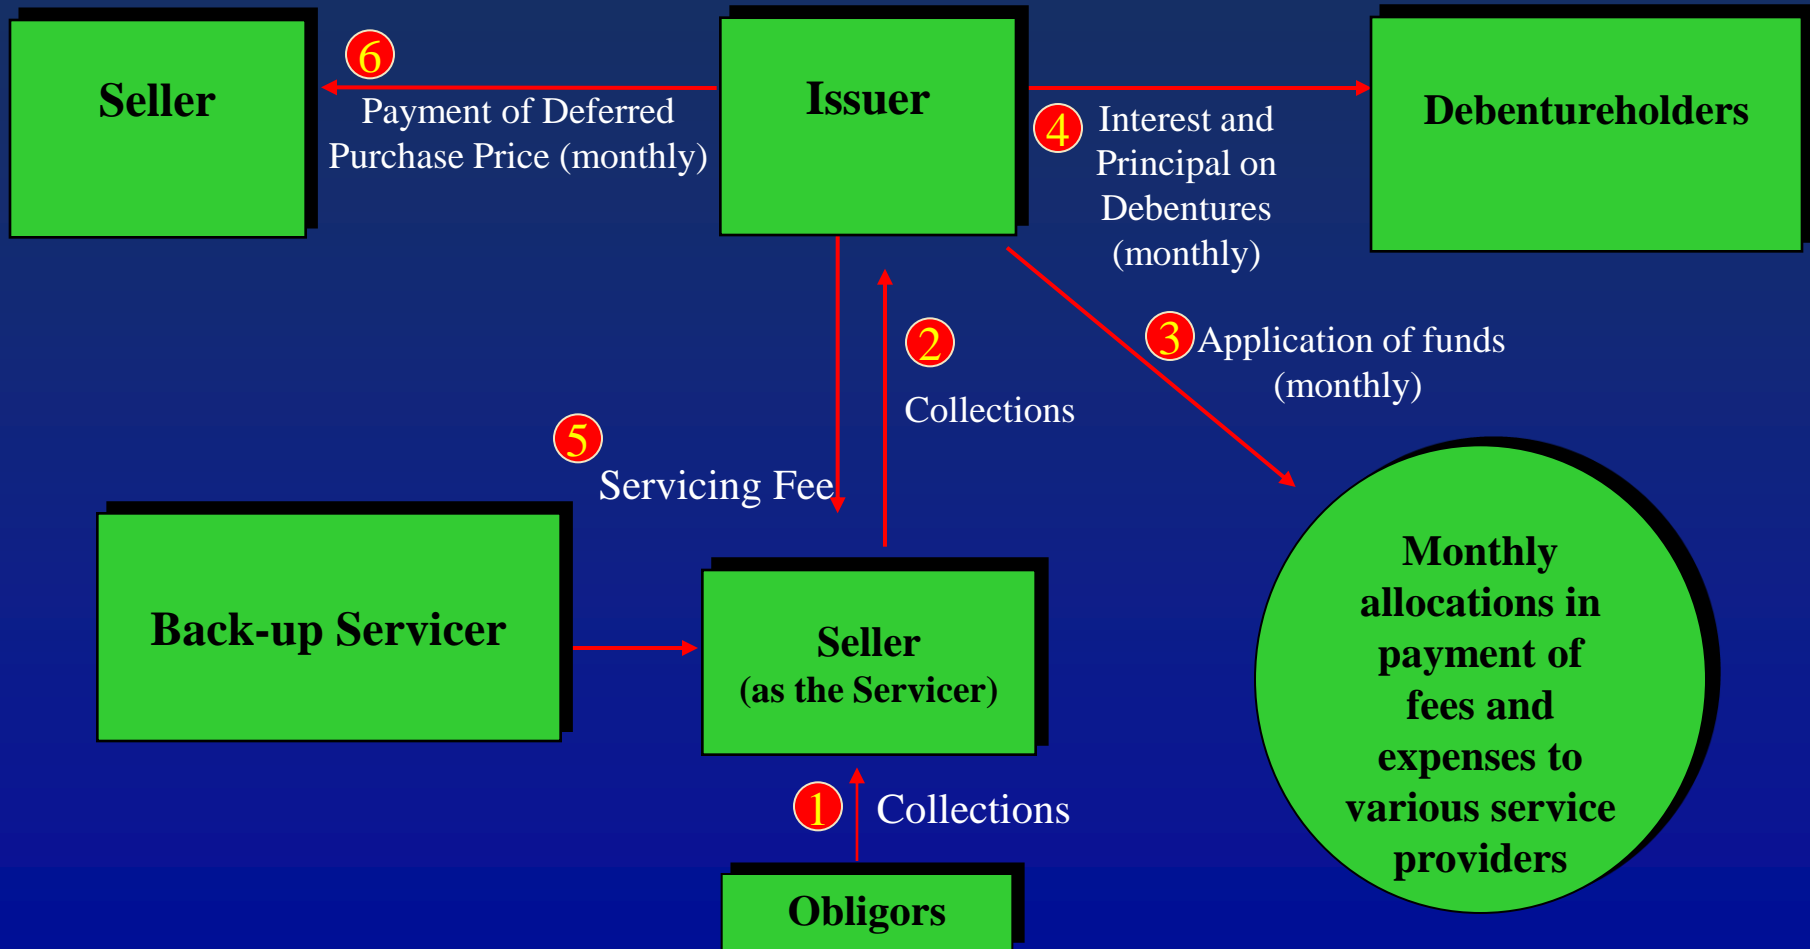 Seller
6
Payment of Deferred
Purchase Price (monthly)
Issuer
4
Interest and
Principal on
Debentures
(monthly)
Debentureholders
2
Collections
3
Application of funds
(monthly)
5
Servicing Fee
Back-up Servicer
Seller
(as the Servicer)
Monthly
allocations in
payment of
fees and
expenses to
various service
providers
1
Collections
Obligors